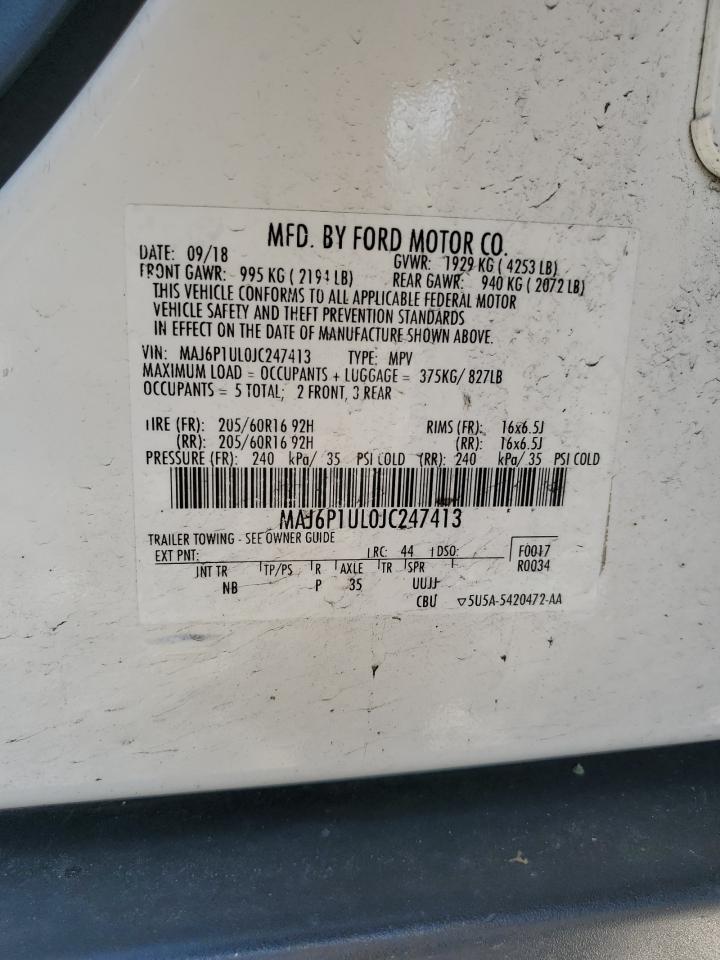 MFD. BY FORD MOTOR CO.
DATE: 09/18 GVWR: 1929 KG (4253 LB)
FRONT GAWR: 995 KG (2194 LB) REAR GAWR: 940 KG (2072 LB)
THIS VEHICLE CONFORMS TO ALL APPLICABLE FEDERAL MOTOR
VEHICLE SAFETY AND THEFT PREVENTION STANDARDS
IN EFFECT ON THE DATE OF MANUFACTURE SHOWN ABOVE.
VIN: MAJ6P1UL0JC247413 TYPE: MPV
MAXIMUM LOAD = OCCUPANTS + LUGGAGE = 375KG/ 827LB
OCCUPANTS = 5 TOTAL; 2 FRONT, 3 REAR
TIRE (FR): 205/60R16 92H RIMS (FR): 16x6.5J
(RR): 205/60R16 92H (RR): 16x6.5J
PRESSURE (FR): 240 kPa/ 35 PSI COLD (RR): 240 kPa/ 35 PSI COLD
MAJ6P1UL0JC247413
TRAILER TOWING - SEE OWNER GUIDE
EXT PNT: RC: 44 DSO: F0017
INT TR TP/PS R AXLE TR SPR R0034
NB P 35 UUJJ
CBU ▽5U5A-5420472-AA